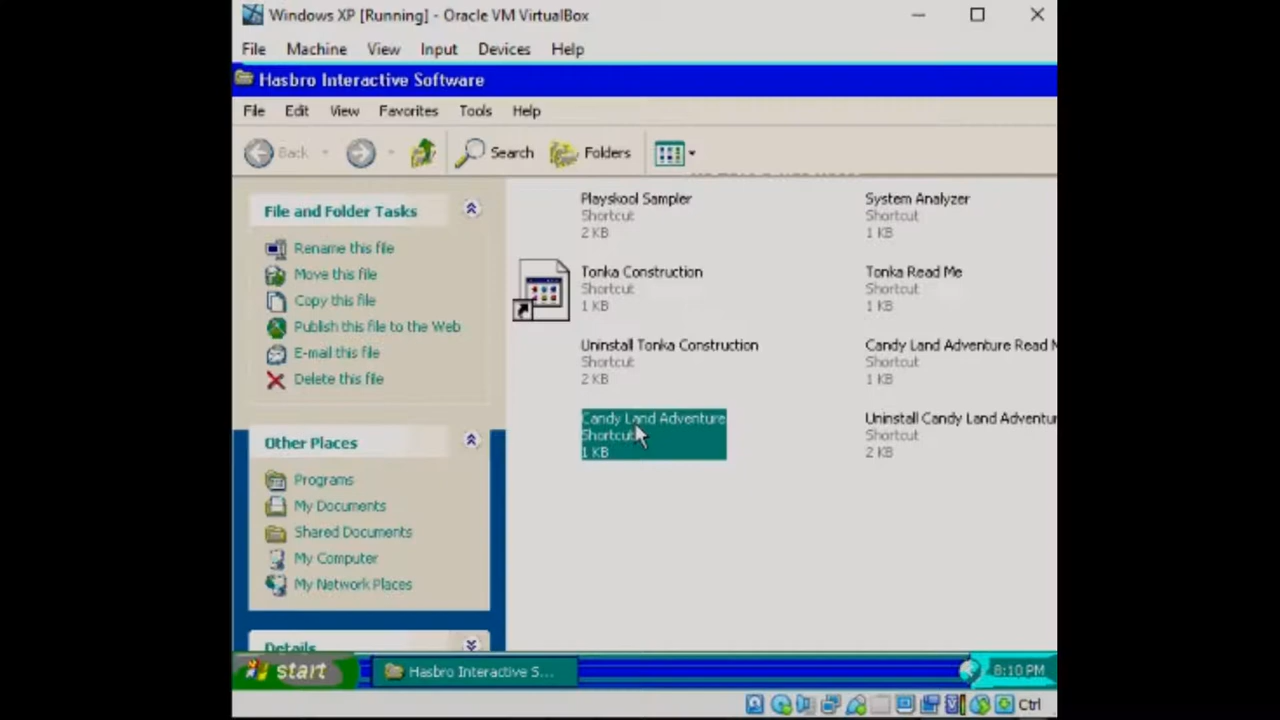 Windows XP [Running] - Oracle VM VirtualBox
File Machine View Input Devices Help
Hasbro Interactive Software
File Edit View Favorites Tools Help
Back Search Folders
File and Folder Tasks
Rename this file
Move this file
Copy this file
Publish this file to the Web
E-mail this file
Delete this file
Other Places
Programs
My Documents
Shared Documents
My Computer
My Network Places
Details
Playskool Sampler
Shortcut
2 KB
System Analyzer
Shortcut
1 KB
Tonka Construction
Shortcut
1 KB
Tonka Read Me
Shortcut
1 KB
Uninstall Tonka Construction
Shortcut
2 KB
Candy Land Adventure Read M
Shortcut
1 KB
Candy Land Adventure
Shortcut
1 KB
Uninstall Candy Land Adventur
Shortcut
2 KB
start Hasbro Interactive S... 8:10 PM
Ctrl